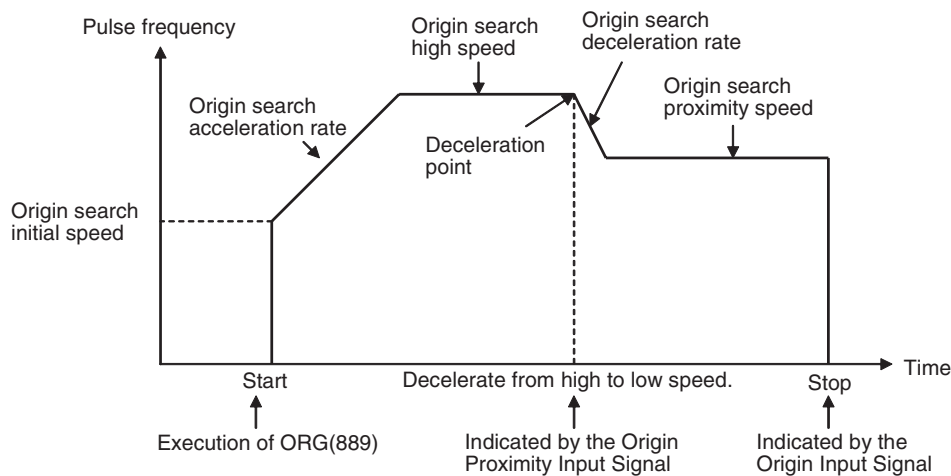 Pulse frequency
Origin search
high speed
Origin search
deceleration rate
Origin search
acceleration rate
Origin search
proximity speed
Deceleration
point
Origin search
initial speed
Time
Start
Decelerate from high to low speed.
Stop
Execution of ORG(889)
Indicated by the Origin
Proximity Input Signal
Indicated by the
Origin Input Signal